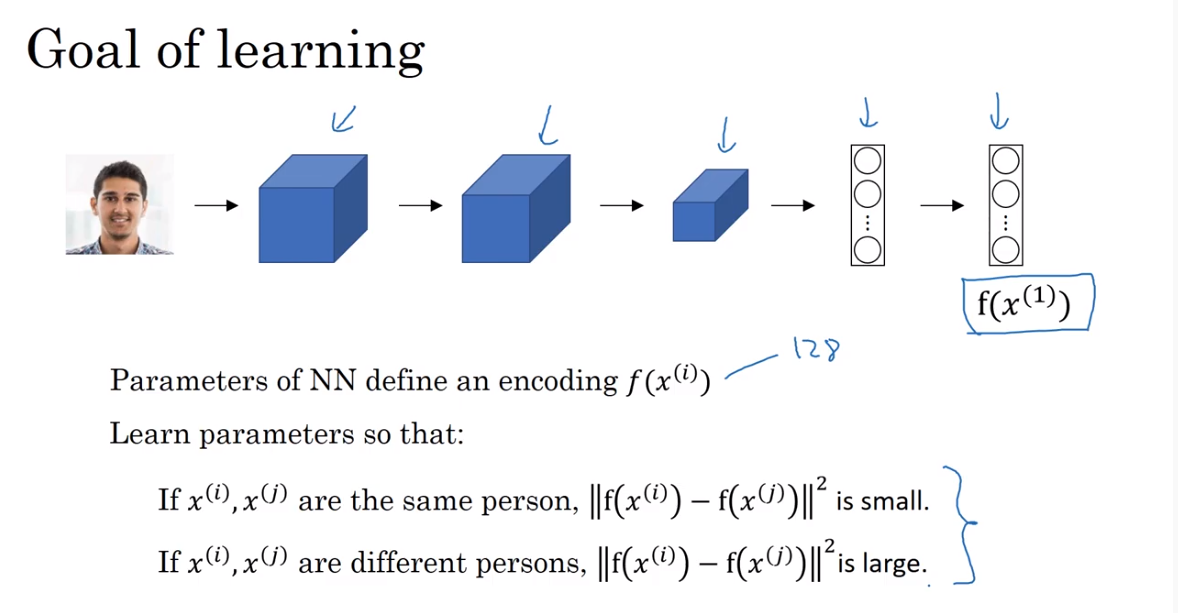 Goal of learning
f(x^(1))
128
Parameters of NN define an encoding f(x^(i))
Learn parameters so that:
If x^(i), x^(j) are the same person, ‖f(x^(i)) − f(x^(j))‖^2 is small.
If x^(i), x^(j) are different persons, ‖f(x^(i)) − f(x^(j))‖^2 is large.